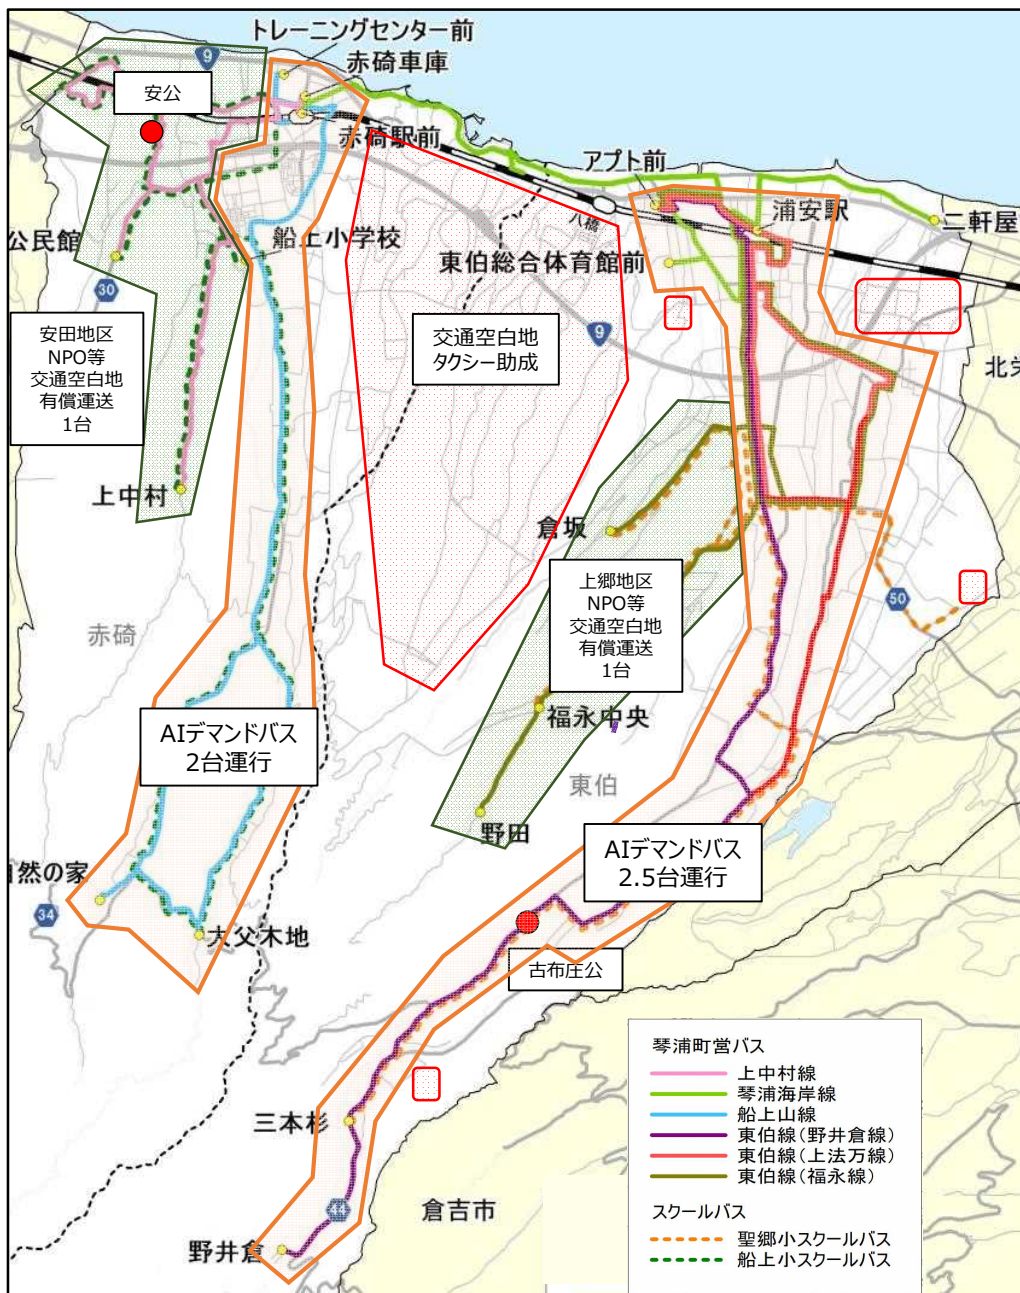 トレーニングセンター前
赤碕車庫
9
安公
赤碕駅前
アプト前
八橋
浦安駅
二軒屋
公民館
船上小学校
東伯総合体育館前
30
安田地区
NPO等
交通空白地
有償運送
1台
交通空白地
タクシー助成
9
北栄
上中村
倉坂
上郷地区
NPO等
交通空白地
有償運送
1台
50
赤碕
福永中央
AIデマンドバス
2台運行
東伯
野田
AIデマンドバス
2.5台運行
自然の家
34
大父木地
古布庄公
三本杉
44
倉吉市
野井倉
琴浦町営バス
上中村線
琴浦海岸線
船上山線
東伯線(野井倉線)
東伯線(上法万線)
東伯線(福永線)
スクールバス
聖郷小スクールバス
船上小スクールバス